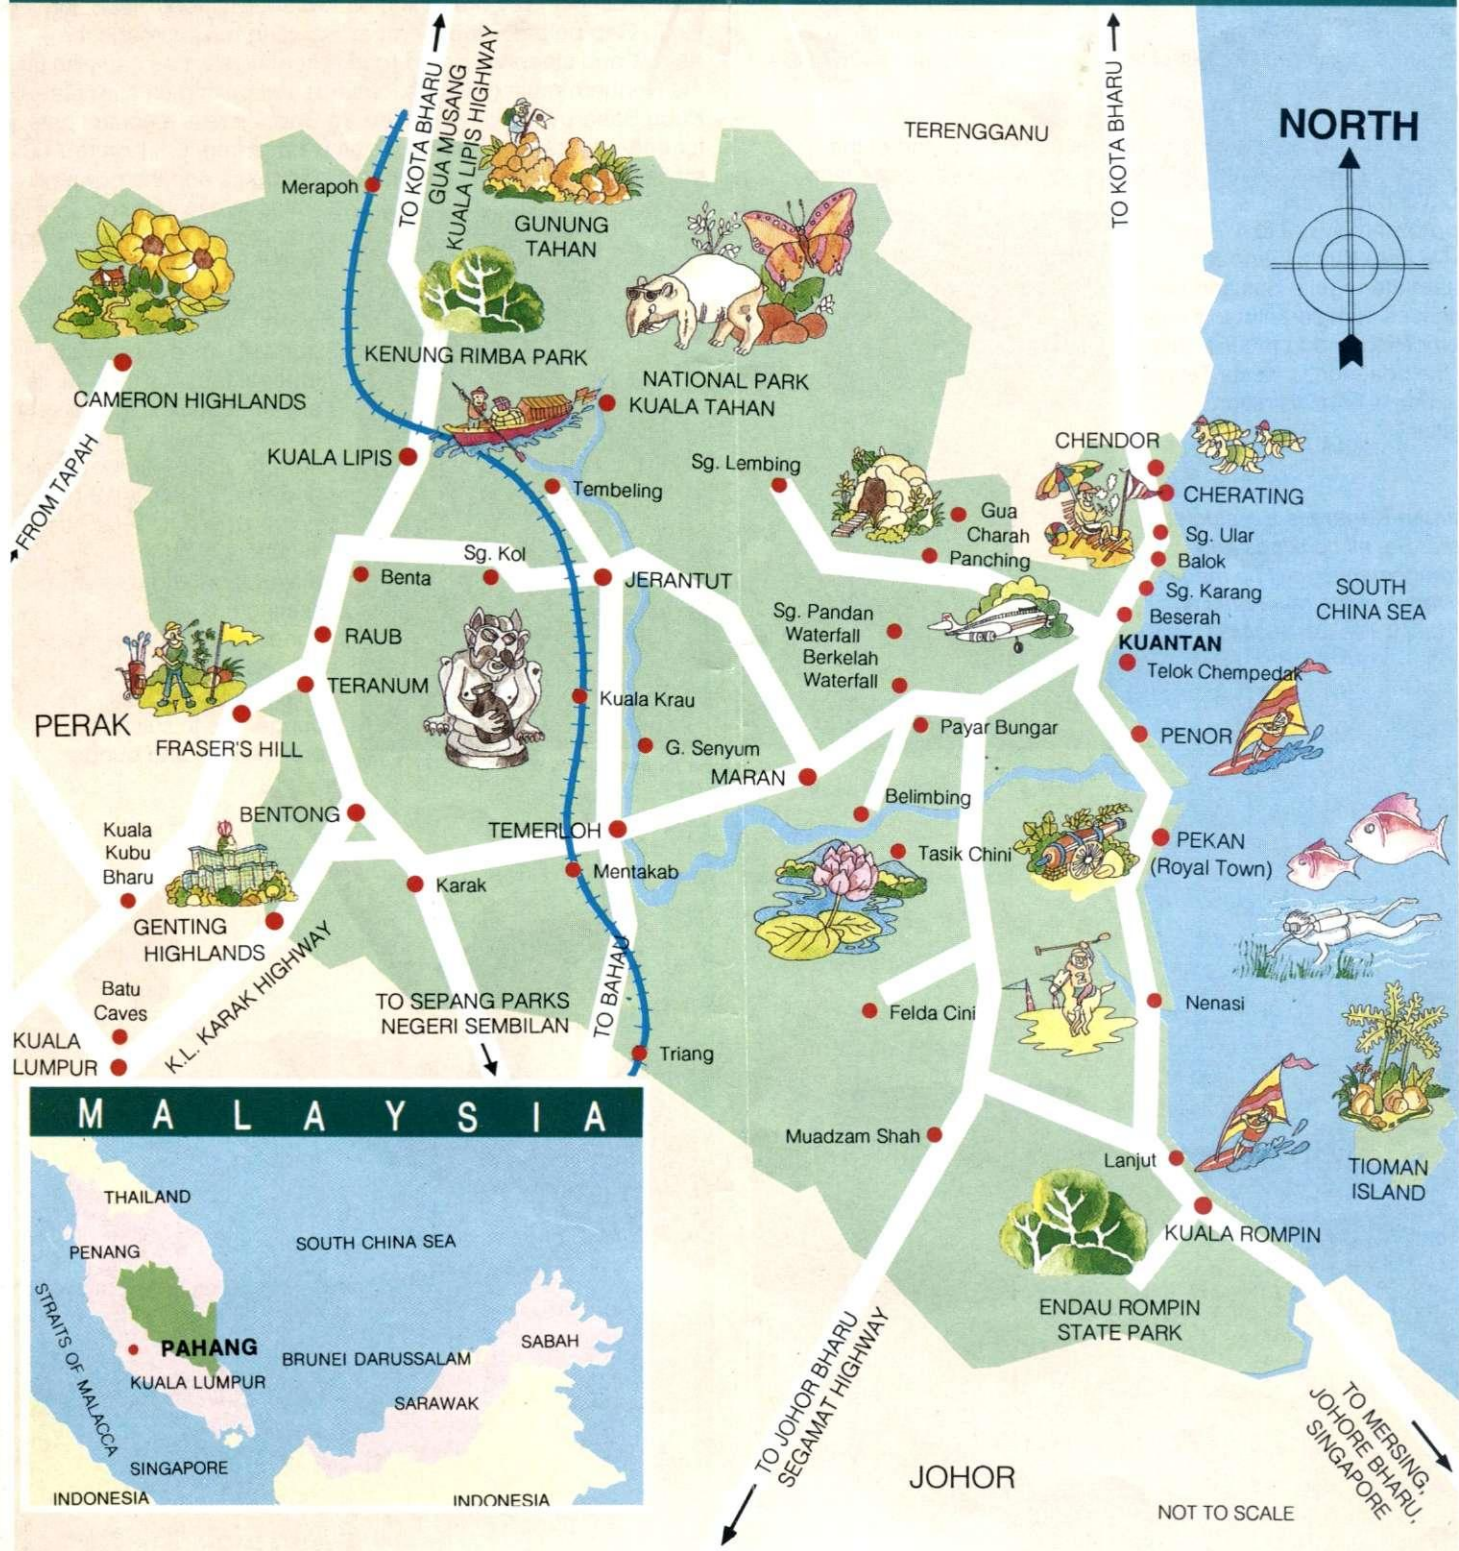 TO KOTA BHARU
GUA MUSANG
KUALA LIPIS HIGHWAY
TO KOTA BHARU
TERENGGANU
NORTH
Merapoh
GUNUNG
TAHAN
KENUNG RIMBA PARK
NATIONAL PARK
KUALA TAHAN
CAMERON HIGHLANDS
FROM TAPAH
KUALA LIPIS
Sg. Lembing
CHENDOR
Tembeling
CHERATING
Gua
Charah
Panching
Sg. Ular
Balok
Sg. Kol
Benta
JERANTUT
Sg. Karang
Beserah
SOUTH
CHINA SEA
Sg. Pandan
Waterfall
Berkelah
Waterfall
KUANTAN
Telok Chempedak
RAUB
TERANUM
Kuala Krau
PERAK
FRASER'S HILL
G. Senyum
MARAN
Payar Bungar
PENOR
BENTONG
TEMERLOH
Belimbing
Kuala
Kubu
Bharu
Karak
Mentakab
Tasik Chini
PEKAN
(Royal Town)
GENTING
HIGHLANDS
K.L. KARAK HIGHWAY
Batu
Caves
KUALA
LUMPUR
TO SEPANG PARKS
NEGERI SEMBILAN
TO BAHAU
Triang
Felda Cini
Nenasi
Muadzam Shah
Lanjut
TIOMAN
ISLAND
KUALA ROMPIN
ENDAU ROMPIN
STATE PARK
TO JOHOR BHARU
SEGAMAT HIGHWAY
TO MERSING,
JOHORE BHARU,
SINGAPORE
JOHOR
NOT TO SCALE
MALAYSIA
THAILAND
PENANG
SOUTH CHINA SEA
STRAITS OF MALACCA
PAHANG
KUALA LUMPUR
BRUNEI DARUSSALAM
SABAH
SARAWAK
SINGAPORE
INDONESIA
INDONESIA